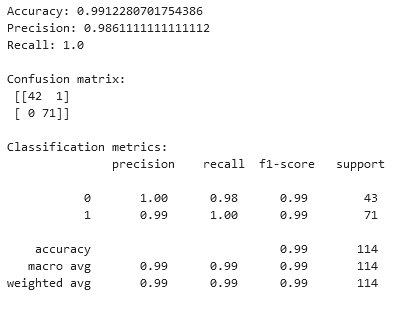 Accuracy: 0.9912280701754386
Precision: 0.9861111111111112
Recall: 1.0
Confusion matrix:
[[42 1]
[ 0 71]]
Classification metrics:
precision recall f1-score support
0 1.00 0.98 0.99 43
1 0.99 1.00 0.99 71
accuracy 0.99 114
macro avg 0.99 0.99 0.99 114
weighted avg 0.99 0.99 0.99 114